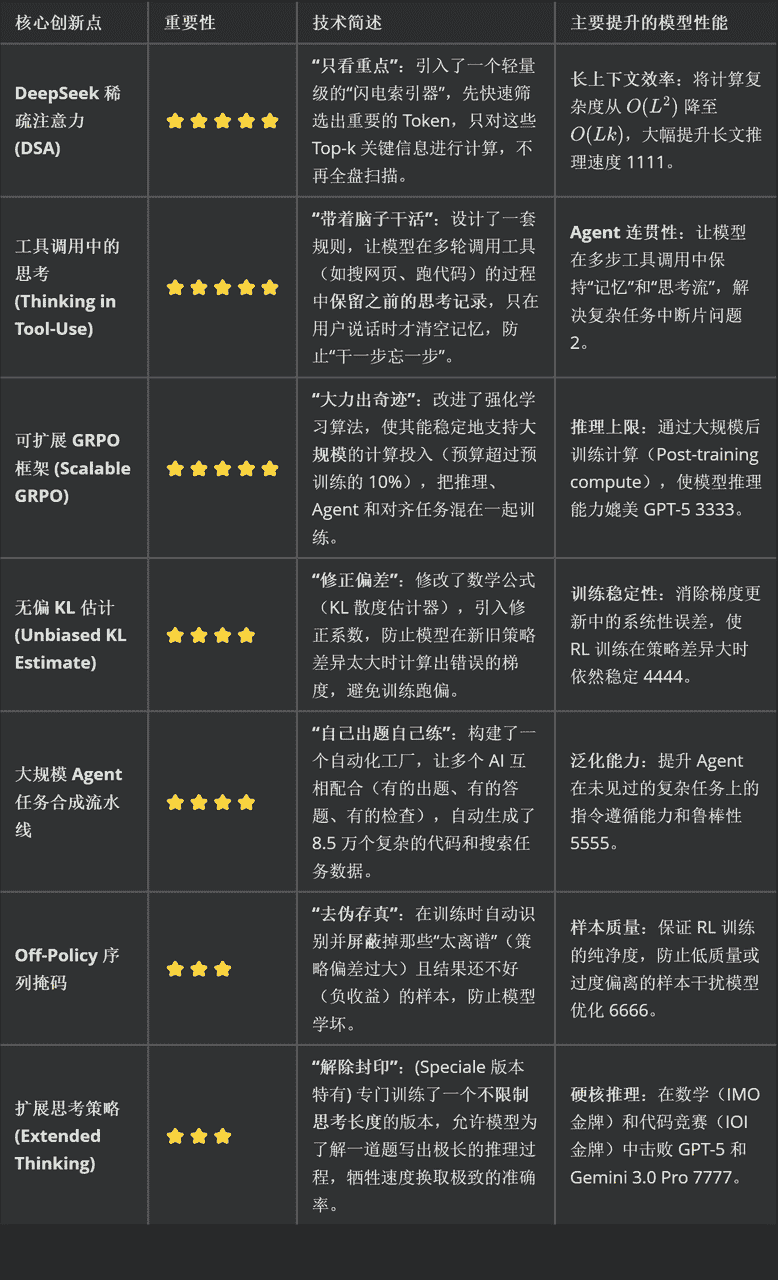 核心创新点
重要性
技术简述
主要提升的模型性能
DeepSeek 稀
疏注意力
(DSA)
“只看重点”：引入了一个轻量
级的“闪电索引器”，先快速筛
选出重要的 Token，只对这些
Top-k 关键信息进行计算，不
再全盘扫描。
长上下文效率：将计算复
杂度从 O(L²) 降至
O(Lk)，大幅提升长文推
理速度 1111。
工具调用中的
思考
(Thinking in
Tool-Use)
“带着脑子干活”：设计了一套
规则，让模型在多轮调用工具
（如搜网页、跑代码）的过程
中保留之前的思考记录，只在
用户说话时才清空记忆，防
止“干一步忘一步”。
Agent 连贯性：让模型
在多步工具调用中保
持“记忆”和“思考流”，解
决复杂任务中断片问题
2。
可扩展 GRPO
框架 (Scalable
GRPO)
“大力出奇迹”：改进了强化学
习算法，使其能稳定地支持大
规模的计算投入（预算超过预
训练的 10%），把推理、
Agent 和对齐任务混在一起训
练。
推理上限：通过大规模后
训练计算（Post-training
compute），使模型推理
能力媲美 GPT-5 3333。
无偏 KL 估计
(Unbiased KL
Estimate)
“修正偏差”：修改了数学公式
（KL 散度估计器），引入修
正系数，防止模型在新旧策略
差异太大时计算出错误的梯
度，避免训练跑偏。
训练稳定性：消除梯度更
新中的系统性误差，使
RL 训练在策略差异大时
依然稳定 4444。
大规模 Agent
任务合成流水
线
“自己出题自己练”：构建了一
个自动化工厂，让多个 AI 互
相配合（有的出题、有的答
题、有的检查），自动生成了
8.5 万个复杂的代码和搜索任
务数据。
泛化能力：提升 Agent
在未见过的复杂任务上的
指令遵循能力和鲁棒性
5555。
Off-Policy 序
列掩码
“去伪存真”：在训练时自动识
别并屏蔽掉那些“太离谱”（策
略偏差过大）且结果还不好
（负收益）的样本，防止模型
学坏。
样本质量：保证 RL 训练
的纯净度，防止低质量或
过度偏离的样本干扰模型
优化 6666。
扩展思考策略
(Extended
Thinking)
“解除封印”：(Speciale 版本
特有) 专门训练了一个不限制
思考长度的版本，允许模型为
了解一道题写出极长的推理过
程，牺牲速度换取极致的准确
率。
硬核推理：在数学（IMO
金牌）和代码竞赛（IOI
金牌）中击败 GPT-5 和
Gemini 3.0 Pro 7777。